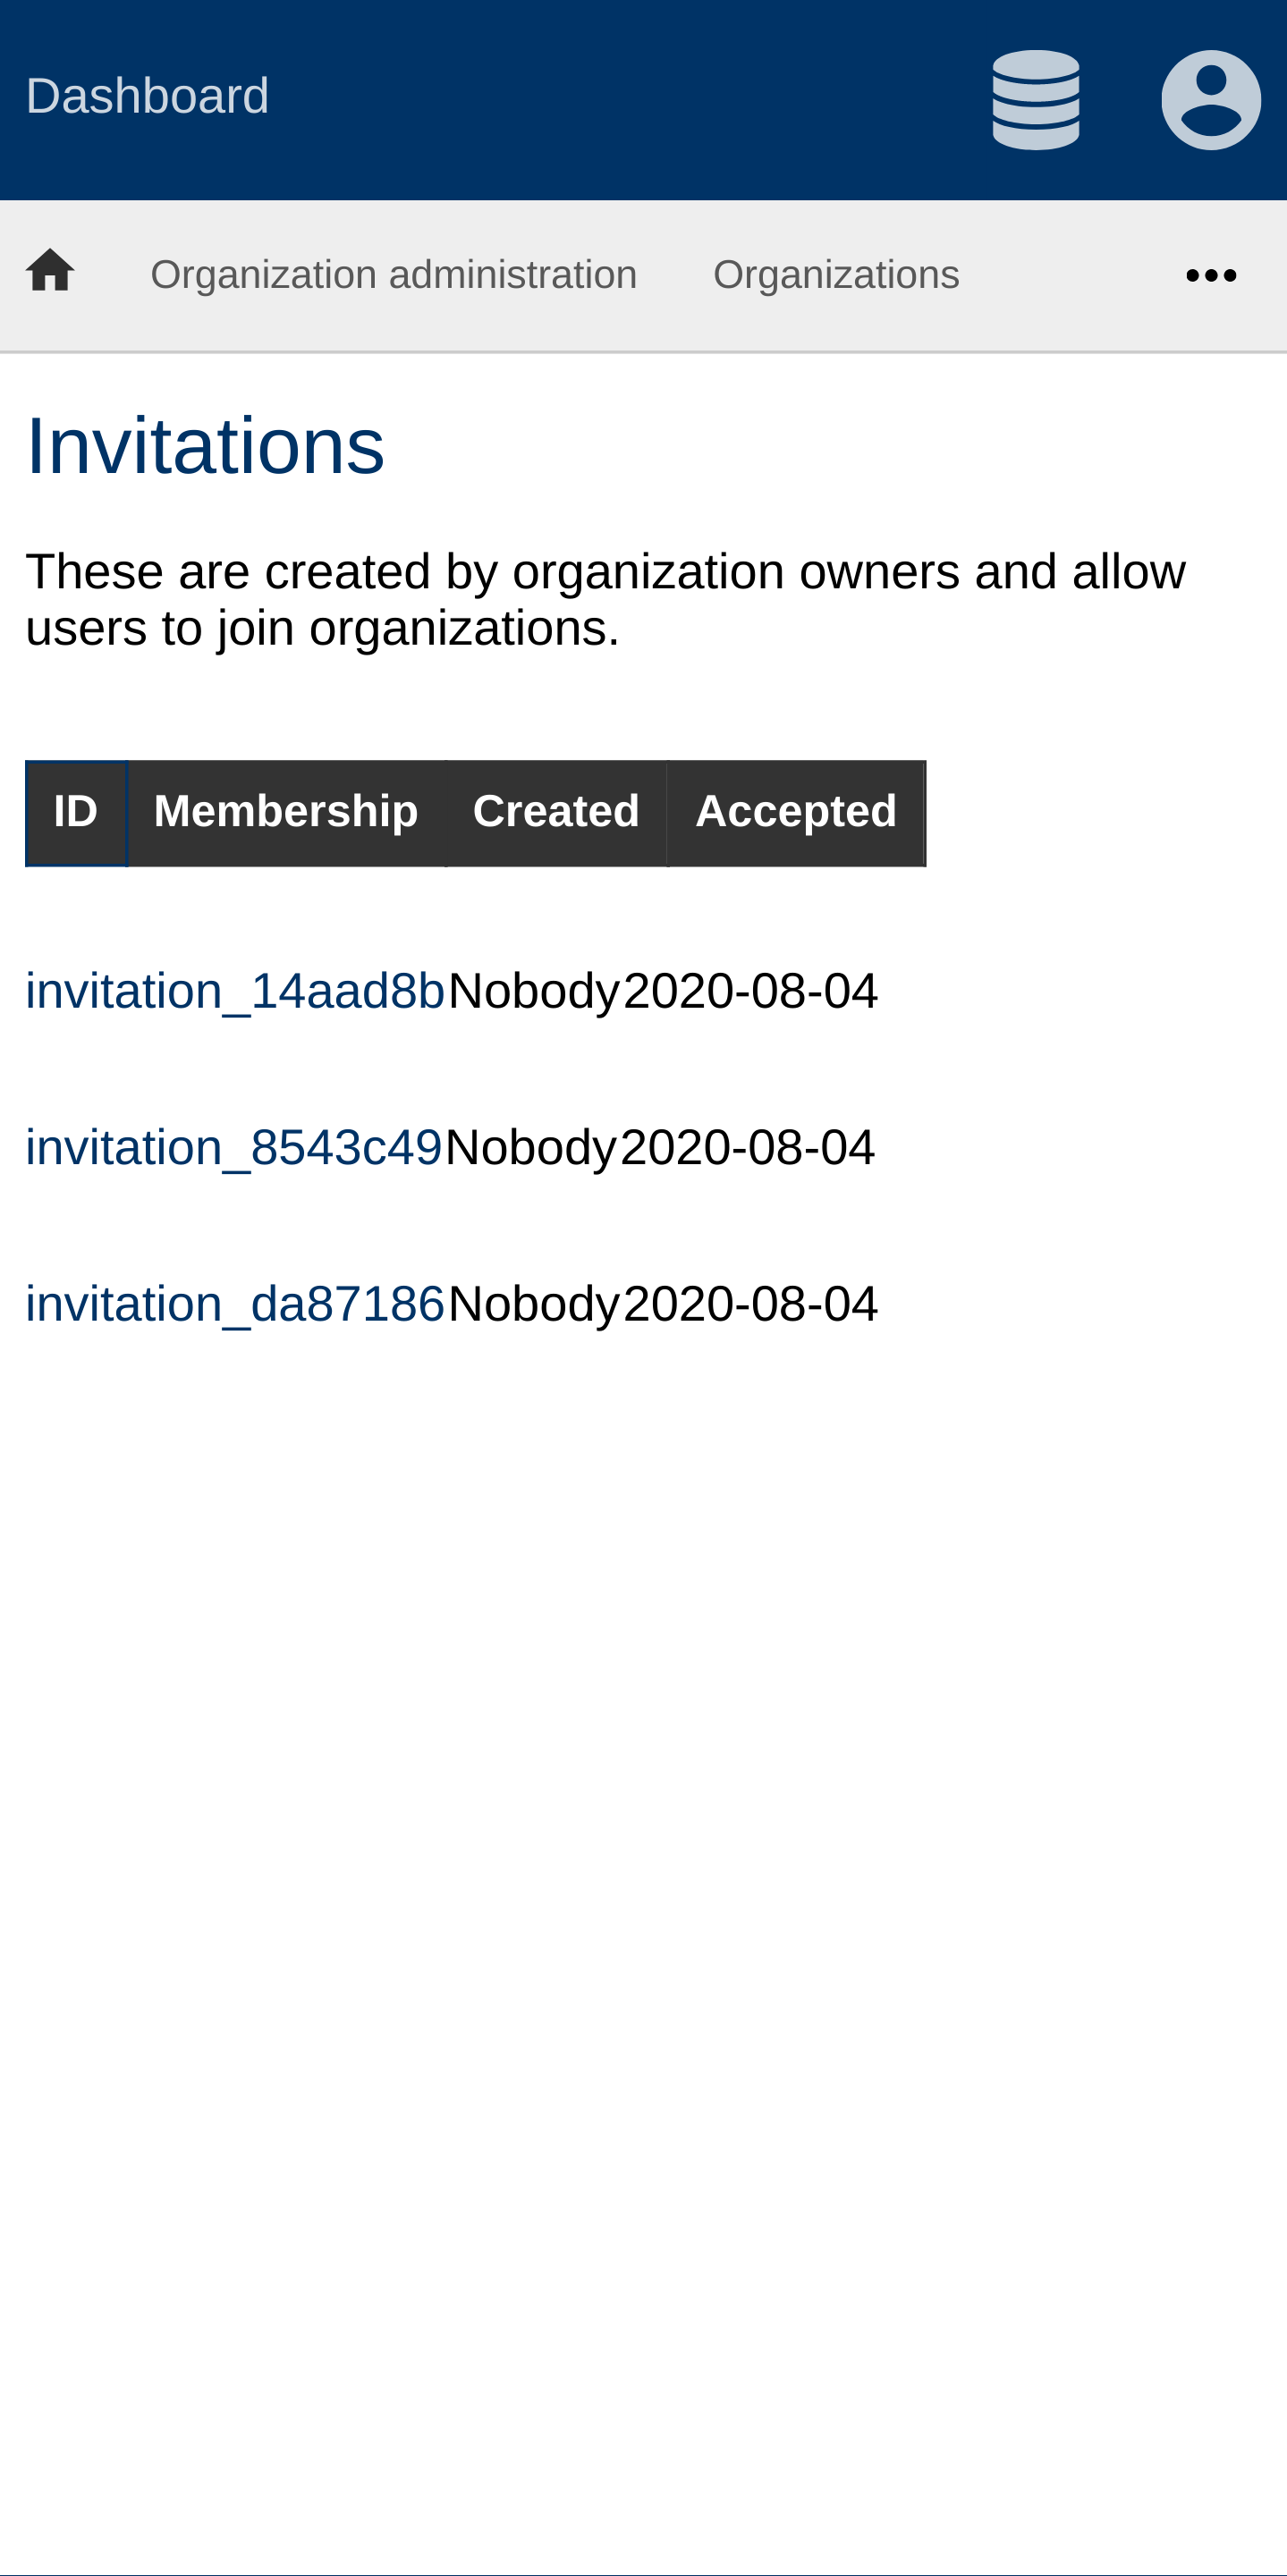 Dashboard
Organization administration Organizations
Invitations
These are created by organization owners and allow
users to join organizations.
ID Membership Created Accepted
invitation_14aad8bNobody2020-08-04
invitation_8543c49Nobody2020-08-04
invitation_da87186Nobody2020-08-04